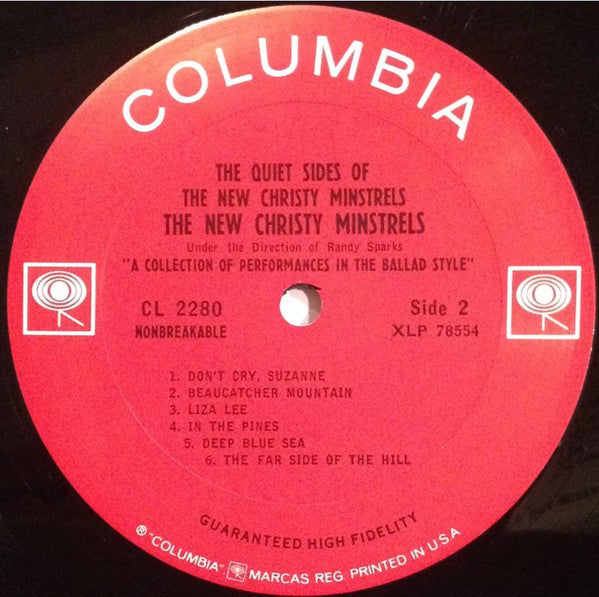 COLUMBIA
THE QUIET SIDES OF
THE NEW CHRISTY MINSTRELS
THE NEW CHRISTY MINSTRELS
Under the Direction of Randy Sparks
"A COLLECTION OF PERFORMANCES IN THE BALLAD STYLE"
CL 2280
NONBREAKABLE
Side 2
XLP 78554
1. DON'T CRY, SUZANNE
2. BEAUCATCHER MOUNTAIN
3. LIZA LEE
4. IN THE PINES
5. DEEP BLUE SEA
6. THE FAR SIDE OF THE HILL
GUARANTEED HIGH FIDELITY
® "COLUMBIA" MARCAS REG. PRINTED IN U.S.A.